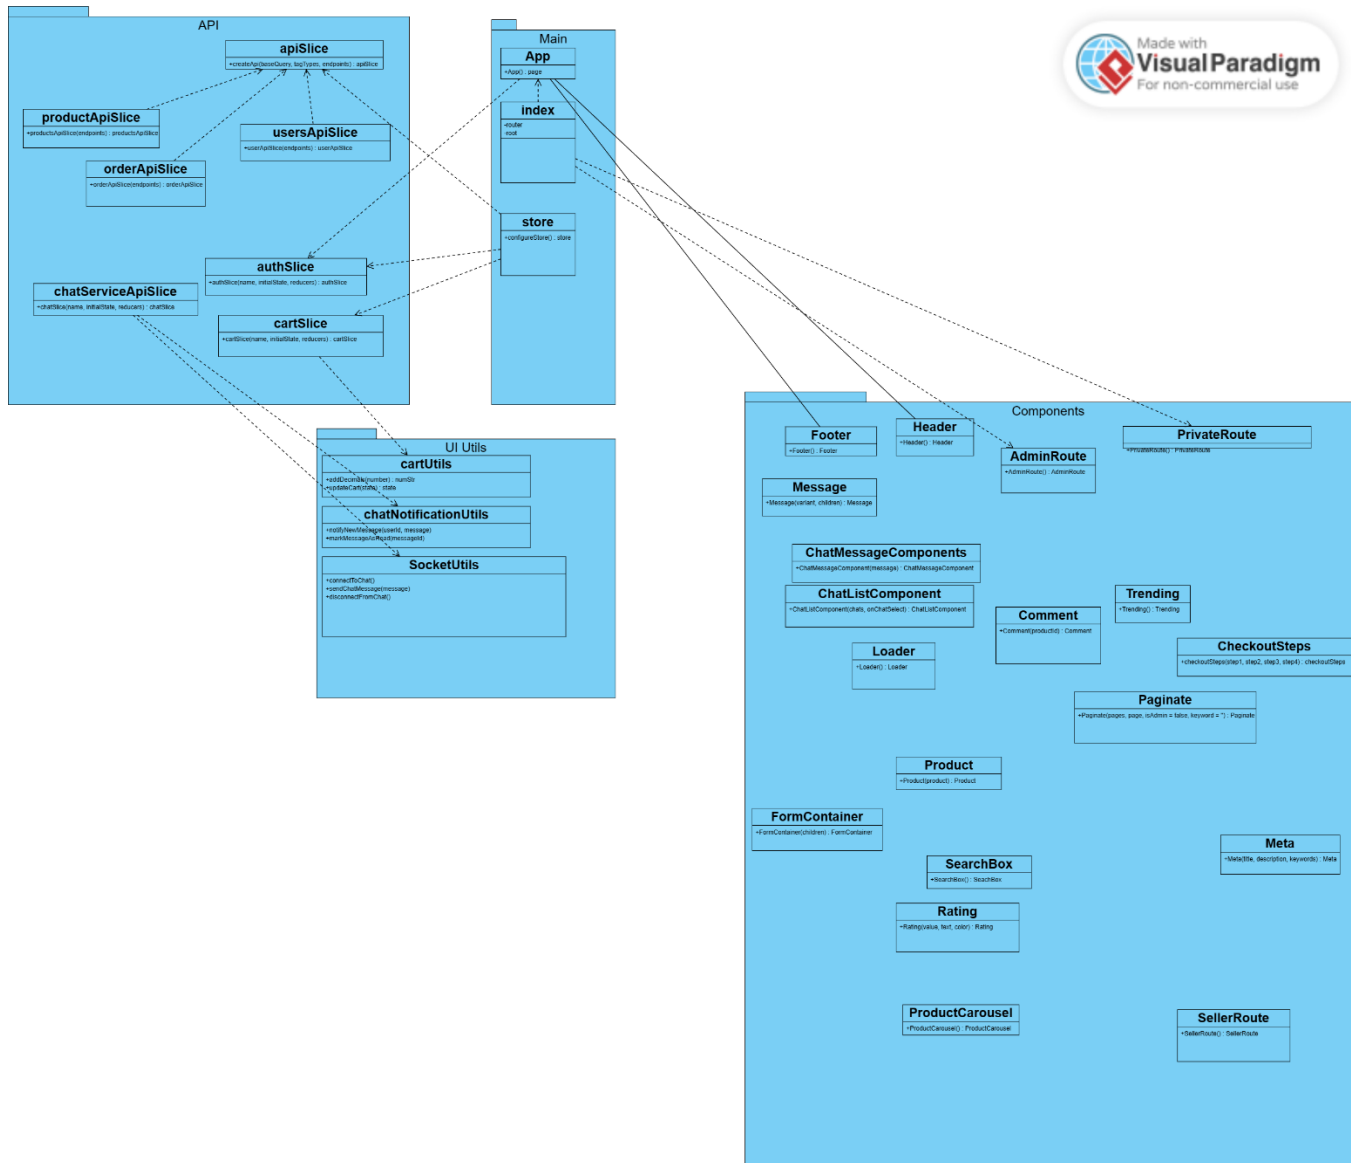 API
apiSlice
+createApi(baseQuery, tagTypes, endpoints) : apiSlice
productApiSlice
+productsApiSlice(endpoints) : productsApiSlice
usersApiSlice
+userApiSlice(endpoints) : userApiSlice
orderApiSlice
+orderApiSlice(endpoints) : orderApiSlice
authSlice
+authSlice(name, initialState, reducers) : authSlice
chatServiceApiSlice
+chatSlice(name, initialState, reducers) : chatSlice
cartSlice
+cartSlice(name, initialState, reducers) : cartSlice
Main
App
+App() : page
index
-router
-root
store
+configureStore() : store
Made with
Visual Paradigm
For non-commercial use
UI Utils
cartUtils
+addDecimals(number) : numStr
+updateCart(state) : state
chatNotificationUtils
+notifyNewMessage(userId, message)
+markMessageAsRead(messageId)
SocketUtils
+connectToChat()
+sendChatMessage(message)
+disconnectFromChat()
Components
Footer
+Footer() : Footer
Header
+Header() : Header
AdminRoute
+AdminRoute() : AdminRoute
PrivateRoute
+PrivateRoute() : PrivateRoute
Message
+Message(variant, children) : Message
ChatMessageComponents
+ChatMessageComponent(message) : ChatMessageComponent
ChatListComponent
+ChatListComponent(chats, onChatSelect) : ChatListComponent
Trending
+Trending() : Trending
Comment
+Comment(productId) : Comment
Loader
+Loader() : Loader
CheckoutSteps
+checkoutSteps(step1, step2, step3, step4) : checkoutSteps
Paginate
+Paginate(pages, page, isAdmin = false, keyword = '') : Paginate
Product
+Product(product) : Product
FormContainer
+FormContainer(children) : FormContainer
Meta
+Meta(title, description, keywords) : Meta
SearchBox
+SearchBox() : SeachBox
Rating
+Rating(value, text, color) : Rating
ProductCarousel
+ProductCarousel() : ProductCarousel
SellerRoute
+SellerRoute() : SellerRoute